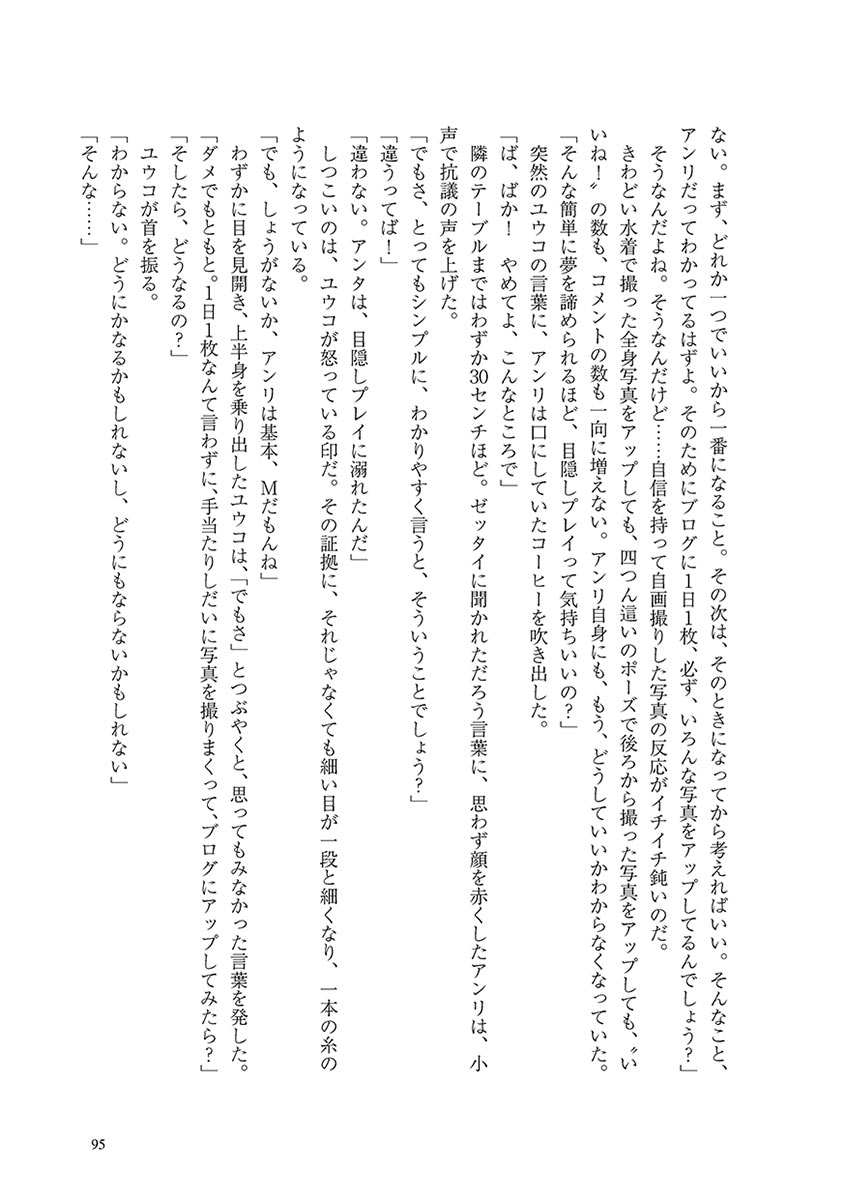 ない。まず、どれか一つでいいから一番になること。その次は、そのときになってから考えればいい。そんなこと、
アンリだってわかってるはずよ。そのためにブログに1日1枚、必ず、いろんな写真をアップしてるんでしょう？」
　そうなんだよね。そうなんだけど……自信を持って自画撮りした写真の反応がイチイチ鈍いのだ。
　きわどい水着で撮った全身写真をアップしても、四つん這いのポーズで後ろから撮った写真をアップしても、〝い
いね！〟の数も、コメントの数も一向に増えない。アンリ自身にも、もう、どうしていいかわからなくなっていた。
「そんな簡単に夢を諦められるほど、目隠しプレイって気持ちいいの？」
　突然のユウコの言葉に、アンリは口にしていたコーヒーを吹き出した。
「ば、ばか！　やめてよ、こんなところで」
　隣のテーブルまではわずか30センチほど。ゼッタイに聞かれただろう言葉に、思わず顔を赤くしたアンリは、小
声で抗議の声を上げた。
「でもさ、とってもシンプルに、わかりやすく言うと、そういうことでしょう？」
「違うってば！」
「違わない。アンタは、目隠しプレイに溺れたんだ」
　しつこいのは、ユウコが怒っている印だ。その証拠に、それじゃなくても細い目が一段と細くなり、一本の糸の
ようになっている。
「でも、しょうがないか、アンリは基本、Mだもんね」
　わずかに目を見開き、上半身を乗り出したユウコは、「でもさ」とつぶやくと、思ってもみなかった言葉を発した。
「ダメでもともと。1日1枚なんて言わずに、手当たりしだいに写真を撮りまくって、ブログにアップしてみたら？」
「そしたら、どうなるの？」
　ユウコが首を振る。
「わからない。どうにかなるかもしれないし、どうにもならないかもしれない」
「そんな……」
95